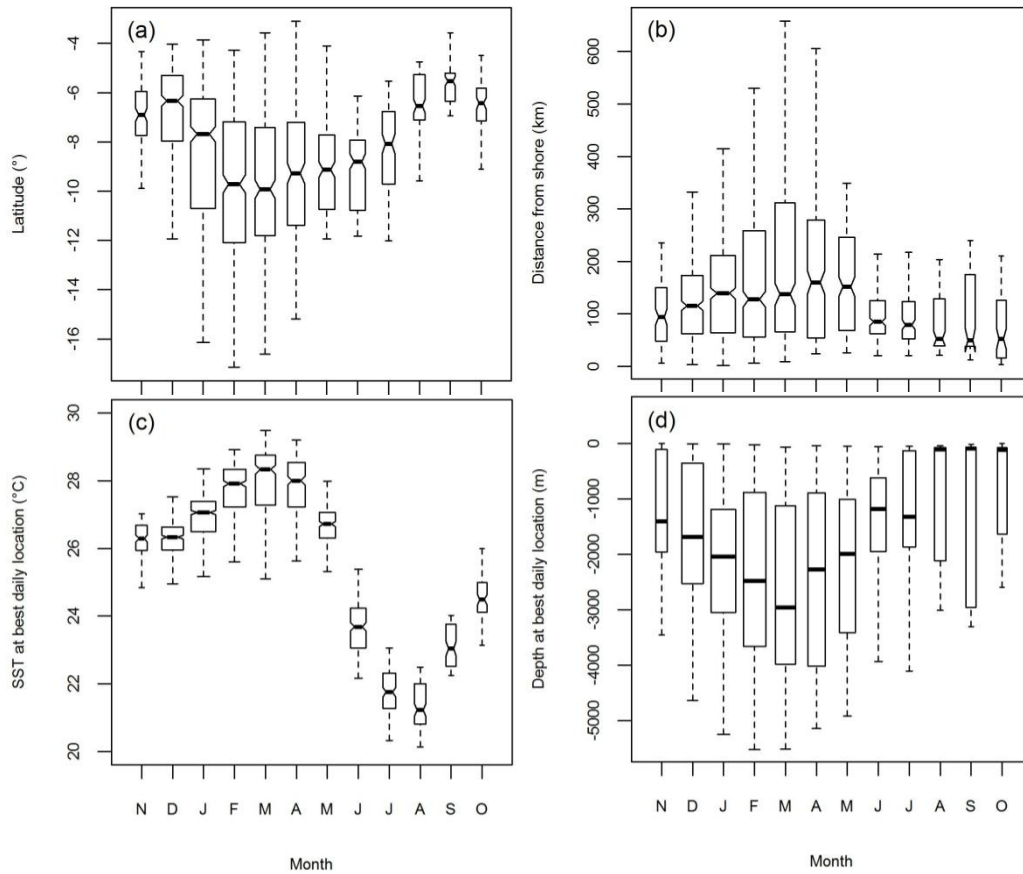 (a)
Latitude (°)
-4
-6
-8
-10
-12
-14
-16
(b)
Distance from shore (km)
600
500
400
300
200
100
0
(c)
SST at best daily location (°C)
30
28
26
24
22
20
N D J F M A M J J A S O
Month
(d)
Depth at best daily location (m)
0
-1000
-2000
-3000
-4000
-5000
N D J F M A M J J A S O
Month